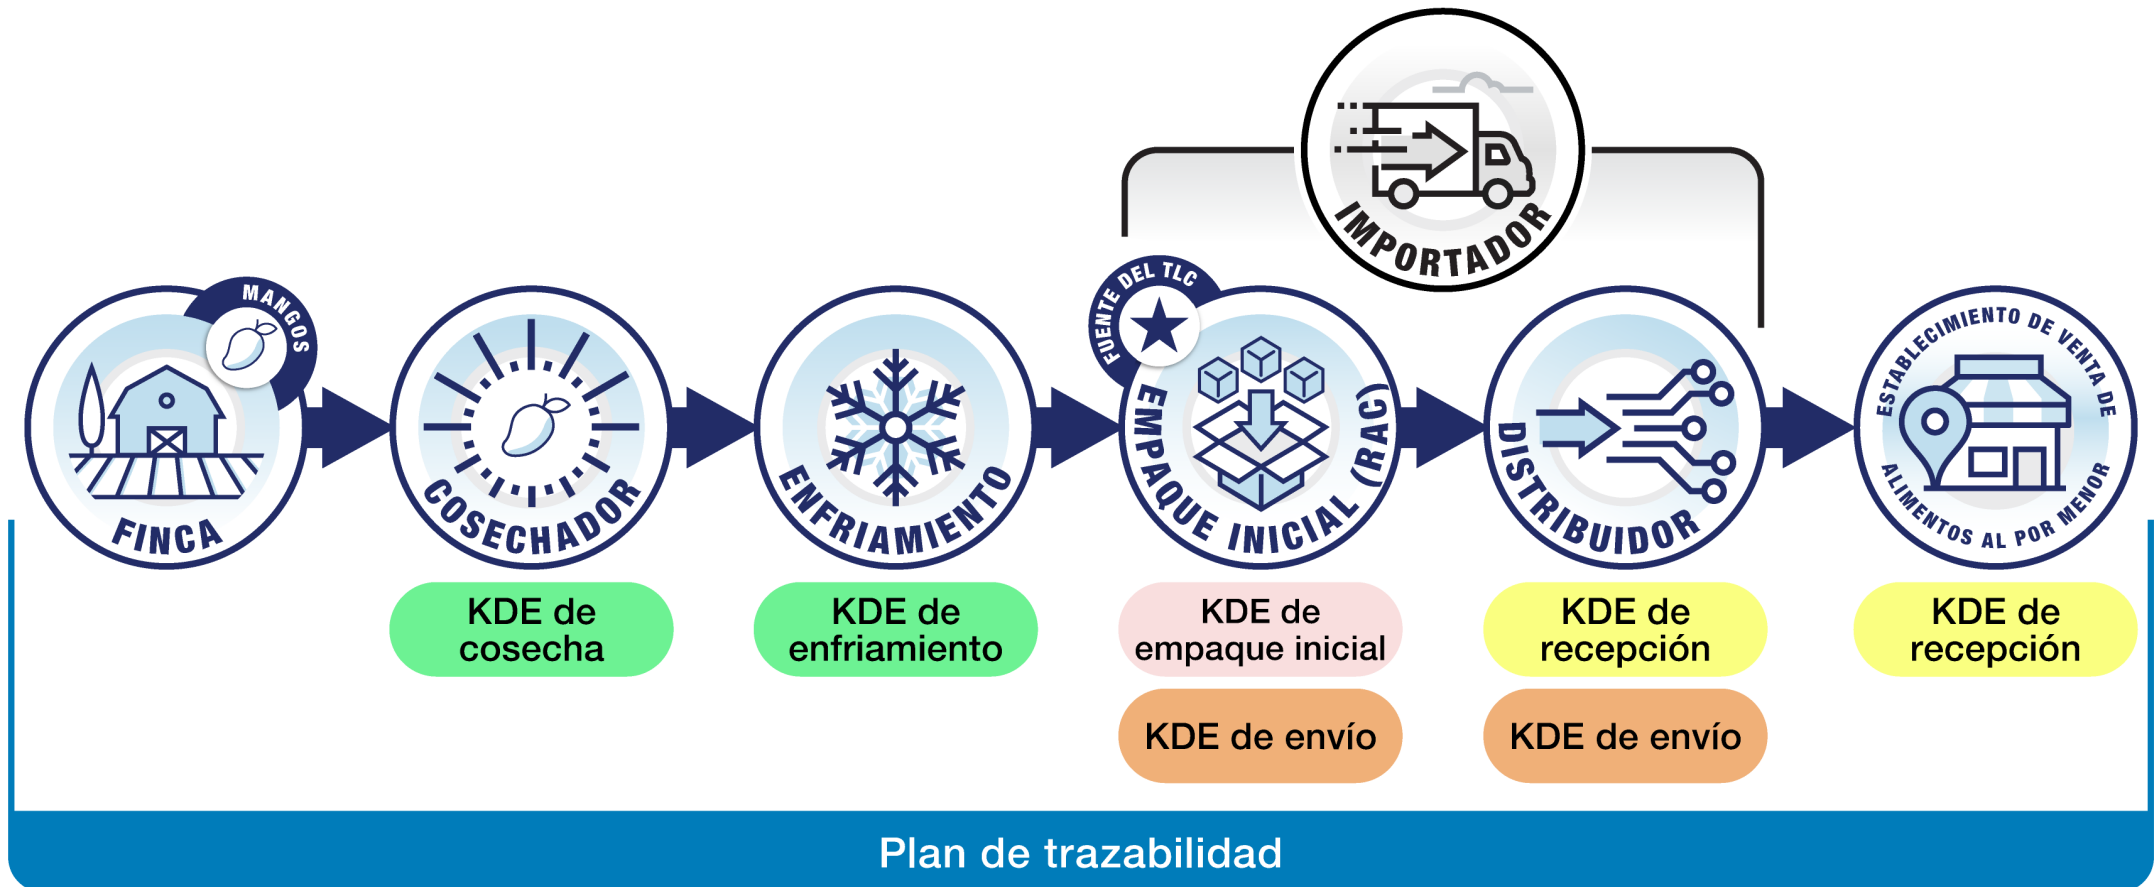 IMPORTADOR
MANGOS
FINCA
COSECHADOR
ENFRIAMIENTO
FUENTE DEL TLC
EMPAQUE INICIAL (RAC)
DISTRIBUIDOR
ESTABLECIMIENTO DE VENTA DE
ALIMENTOS AL POR MENOR
KDE de
cosecha
KDE de
enfriamiento
KDE de
empaque inicial
KDE de envío
KDE de
recepción
KDE de envío
KDE de
recepción
Plan de trazabilidad